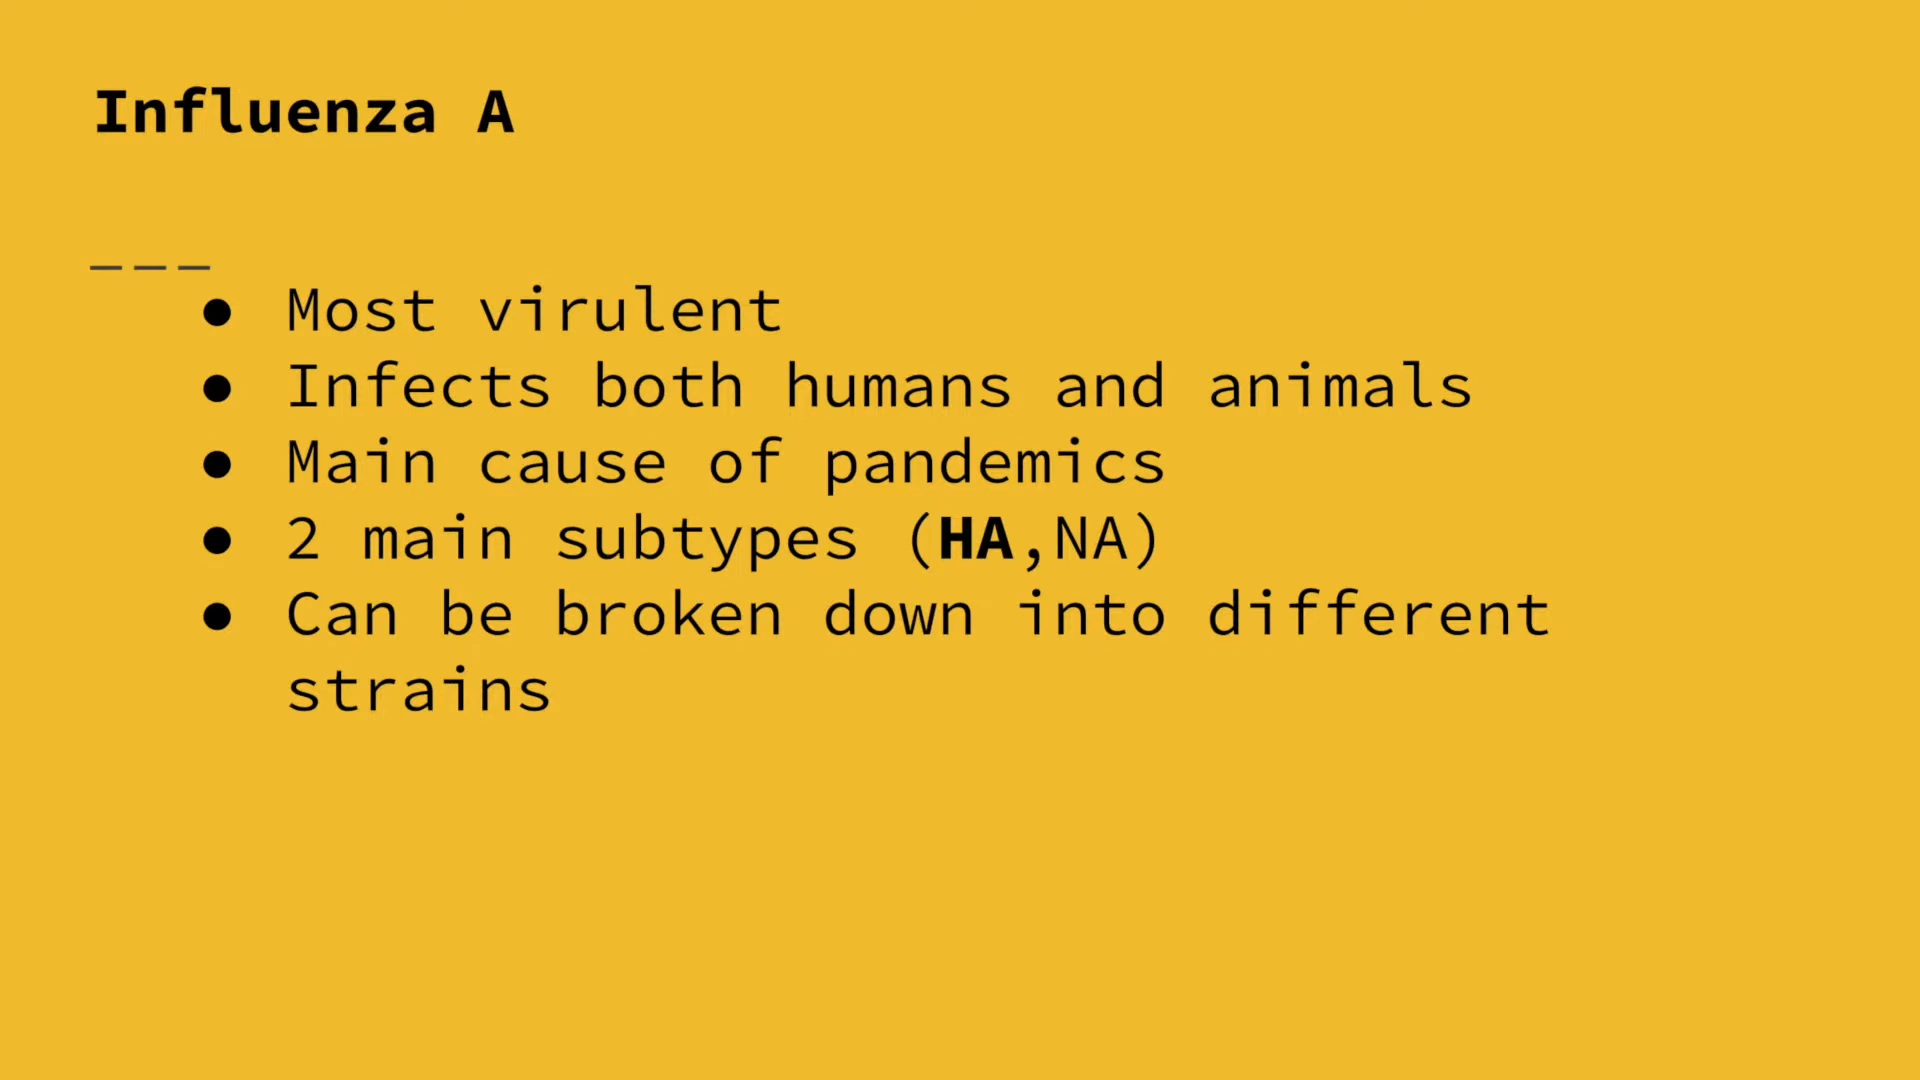 Influenza A
● Most virulent
● Infects both humans and animals
● Main cause of pandemics
● 2 main subtypes (HA,NA)
● Can be broken down into different
strains